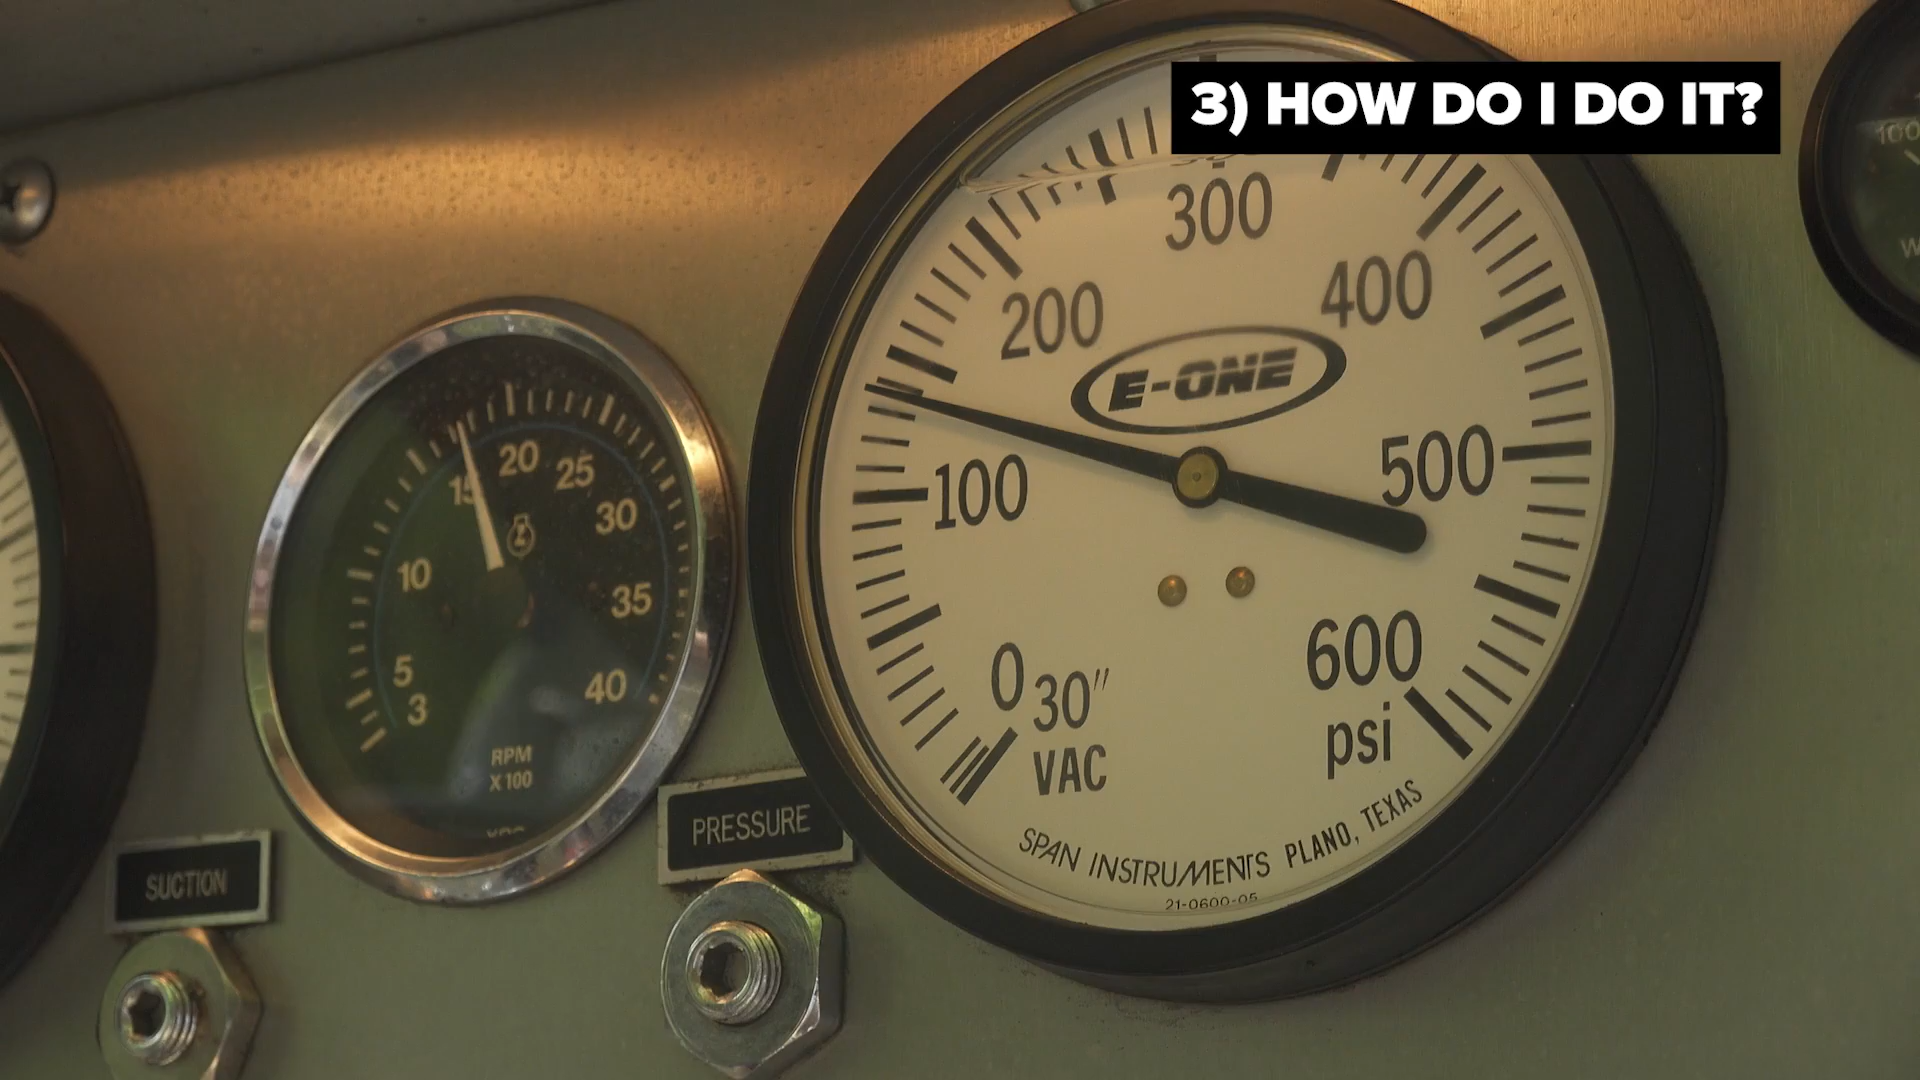 3) HOW DO I DO IT?
300
200
400
E-ONE
100
500
0
30"
VAC
600
psi
SPAN INSTRUMENTS PLANO, TEXAS
21-0600-05
15
20
25
10
30
5
35
3
40
RPM
X 100
PRESSURE
SUCTION
100